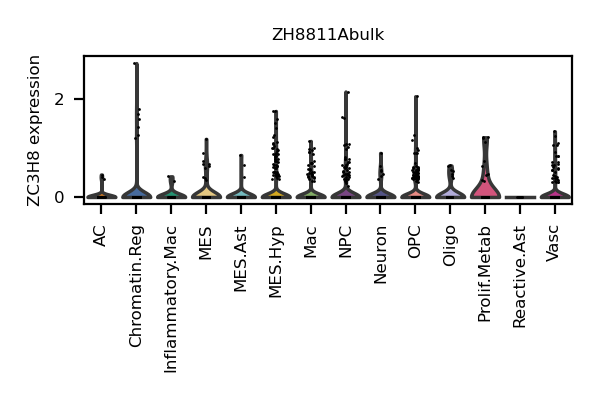 ZH8811Abulk
ZC3H8 expression
2
0
AC
Chromatin.Reg
Inflammatory.Mac
MES
MES.Ast
MES.Hyp
Mac
NPC
Neuron
OPC
Oligo
Prolif.Metab
Reactive.Ast
Vasc